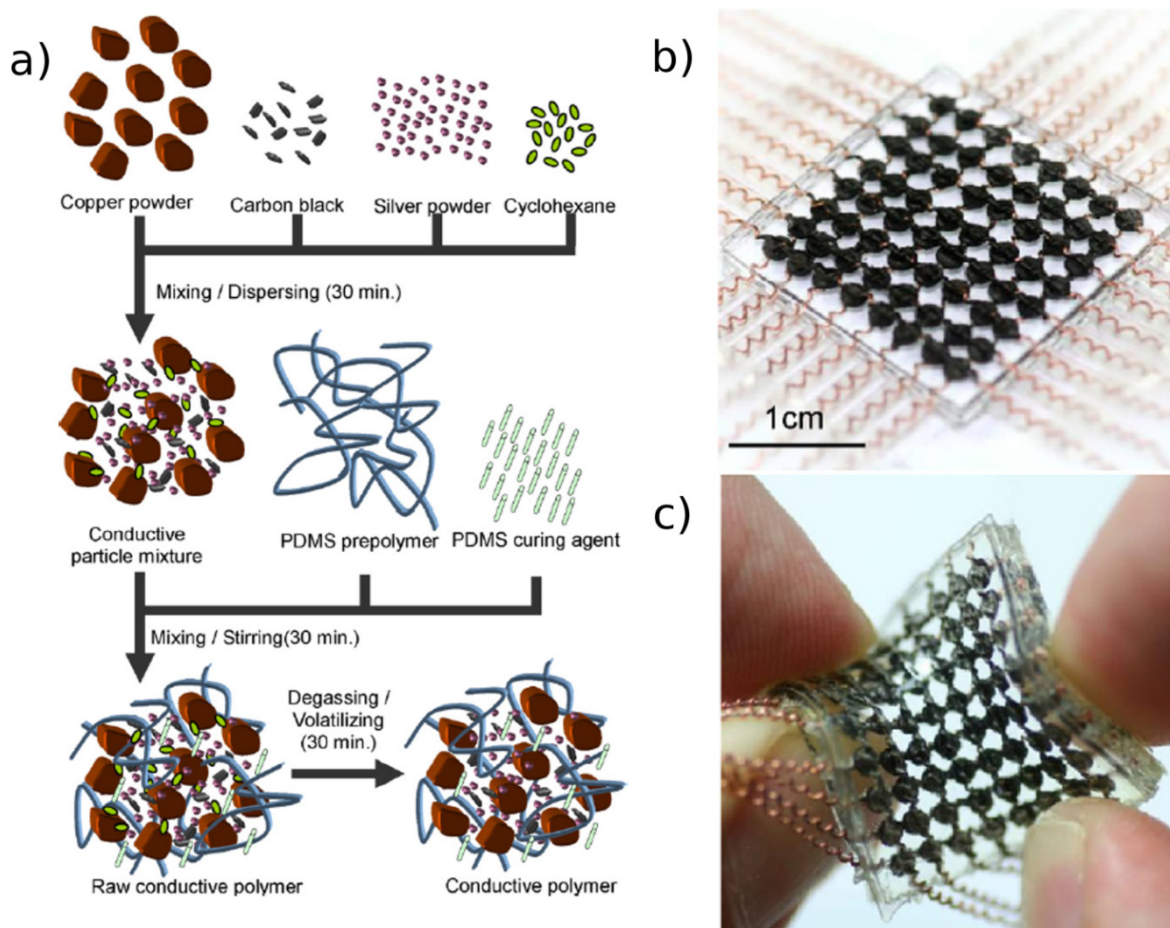 a)
Copper powder
Carbon black
Silver powder
Cyclohexane
Mixing / Dispersing (30 min.)
Conductive
particle mixture
PDMS prepolymer
PDMS curing agent
Mixing / Stirring(30 min.)
Degassing /
Volatilizing
(30 min.)
Raw conductive polymer
Conductive polymer
b)
1cm
c)